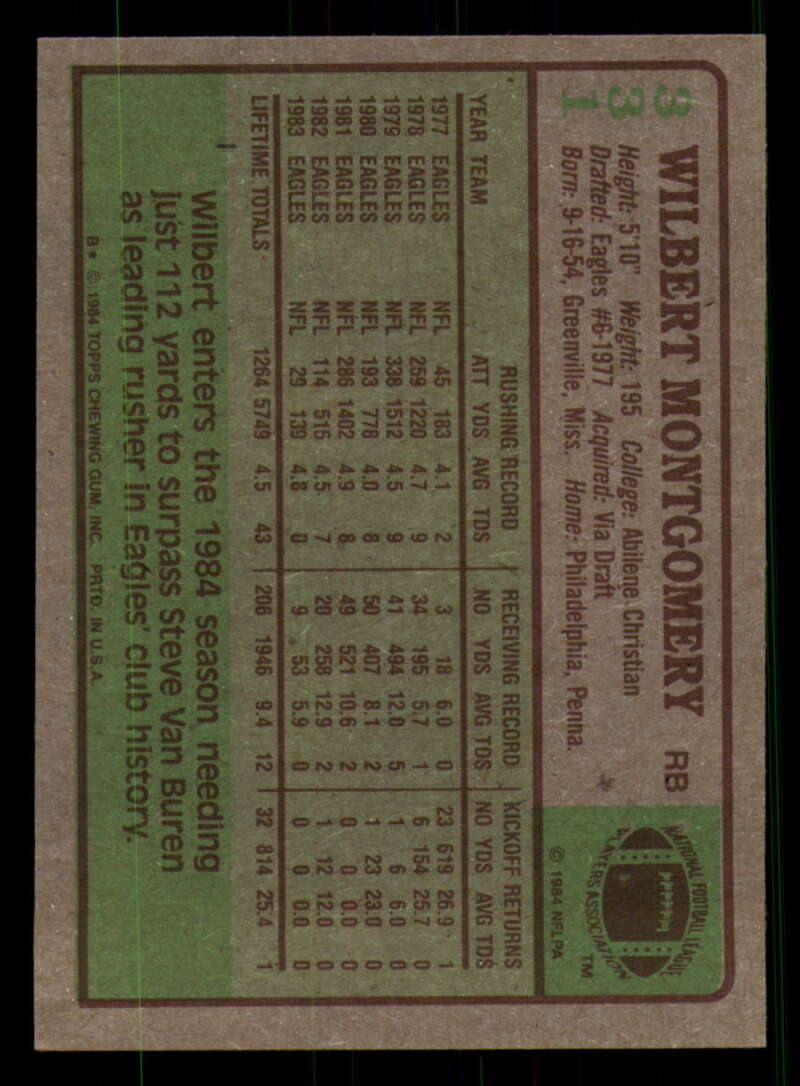 331
WILBERT MONTGOMERY RB
Height: 5'10" Weight: 195 College: Abilene Christian
Drafted: Eagles #6-1977 Acquired: Via Draft
Born: 9-16-54, Greenville, Miss. Home: Philadelphia, Penna.
NATIONAL FOOTBALL LEAGUE
PLAYERS ASSOCIATION
TM
© 1984 NFLPA
RUSHING RECORD RECEIVING RECORD KICKOFF RETURNS
YEAR TEAM ATT YDS AVG TDS NO YDS AVG TDS NO YDS AVG TDS
1977 EAGLES NFL 45 183 4.1 2 3 18 6.0 0 23 619 26.9 1
1978 EAGLES NFL 259 1220 4.7 9 34 195 5.7 1 6 154 25.7 0
1979 EAGLES NFL 338 1512 4.5 9 41 494 12.0 5 1 6 6.0 0
1980 EAGLES NFL 193 778 4.0 8 50 407 8.1 2 1 23 23.0 0
1981 EAGLES NFL 286 1402 4.9 8 49 521 10.6 2 0 0 0.0 0
1982 EAGLES NFL 114 515 4.5 7 20 258 12.9 2 1 12 12.0 0
1983 EAGLES NFL 29 139 4.8 0 9 53 5.9 0 0 0 0.0 0
LIFETIME TOTALS 1264 5749 4.5 43 206 1946 9.4 12 32 814 25.4 1
Wilbert enters the 1984 season needing
just 112 yards to surpass Steve Van Buren
as leading rusher in Eagles' club history.
B* © 1984 TOPPS CHEWING GUM, INC. PRTD. IN U.S.A.